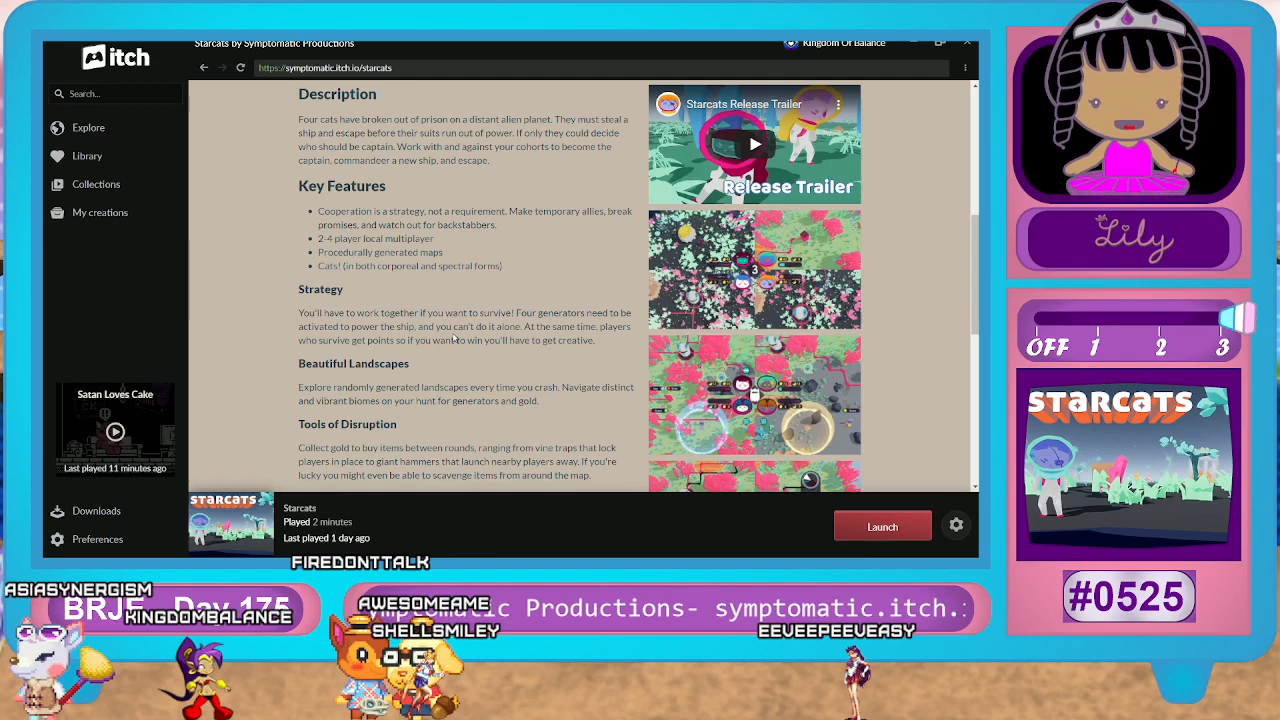 Starcats by Symptomatic Productions
Kingdom Of Balance
itch
https://symptomatic.itch.io/starcats
Search...
Explore
Library
Collections
My creations
Satan Loves Cake
Last played 11 minutes ago
Downloads
Preferences
Description
Four cats have broken out of prison on a distant alien planet. They must steal a
ship and escape before their suits run out of power. If only they could decide
who should be captain. Work with and against your cohorts to become the
captain, commandeer a new ship, and escape.
Key Features
• Cooperation is a strategy, not a requirement. Make temporary allies, break
promises, and watch out for backstabbers.
• 2-4 player local multiplayer
• Procedurally generated maps
• Cats! (in both corporeal and spectral forms)
Strategy
You'll have to work together if you want to survive! Four generators need to be
activated to power the ship, and you can't do it alone. At the same time, players
who survive get points so if you want to win you'll have to get creative.
Beautiful Landscapes
Explore randomly generated landscapes every time you crash. Navigate distinct
and vibrant biomes on your hunt for generators and gold.
Tools of Disruption
Collect gold to buy items between rounds, ranging from vine traps that lock
players in place to giant hammers that launch nearby players away. If you're
lucky you might even be able to scavenge items from around the map.
Starcats Release Trailer
Release Trailer
3
STARCATS
Starcats
Played 2 minutes
Last played 1 day ago
Launch
Lily
OFF 1 2 3
STARCATS
#0525
FIREDONTTALK
ASIASYNERGISM
BRJE - Day 175
KINGDOMBALANCE
AWESOMEAME
ymptomatic Productions- symptomatic.itch.i
SHELLSMILEY
EEVEEPEEVEASY